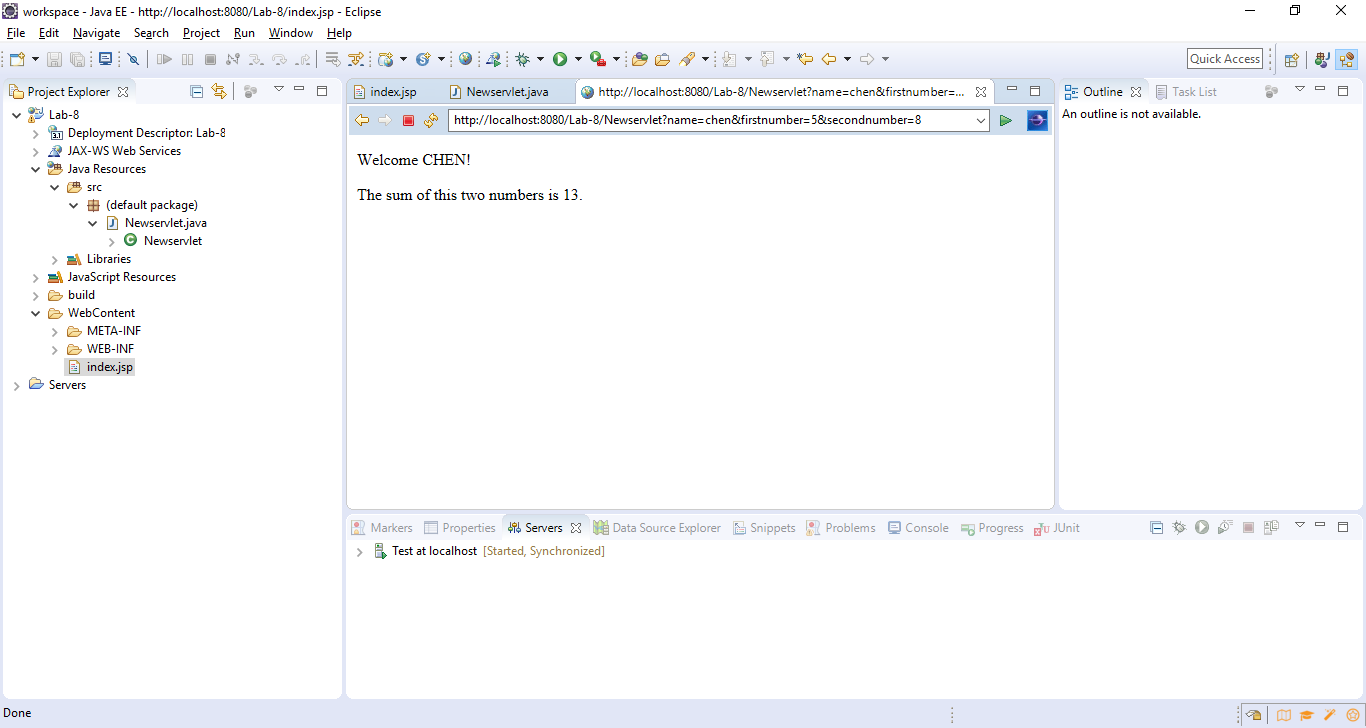 workspace - Java EE - http://localhost:8080/Lab-8/index.jsp - Eclipse
File Edit Navigate Search Project Run Window Help
Quick Access
Project Explorer
Lab-8
3.1 Deployment Descriptor: Lab-8
JAX-WS Web Services
Java Resources
src
(default package)
J Newservlet.java
C Newservlet
Libraries
JavaScript Resources
build
WebContent
META-INF
WEB-INF
index.jsp
Servers
index.jsp J Newservlet.java http://localhost:8080/Lab-8/Newservlet?name=chen&firstnumber=...
http://localhost:8080/Lab-8/Newservlet?name=chen&firstnumber=5&secondnumber=8
Welcome CHEN!
The sum of this two numbers is 13.
Outline Task List
An outline is not available.
Markers Properties Servers Data Source Explorer Snippets Problems Console Progress Ju JUnit
Test at localhost [Started, Synchronized]
Done